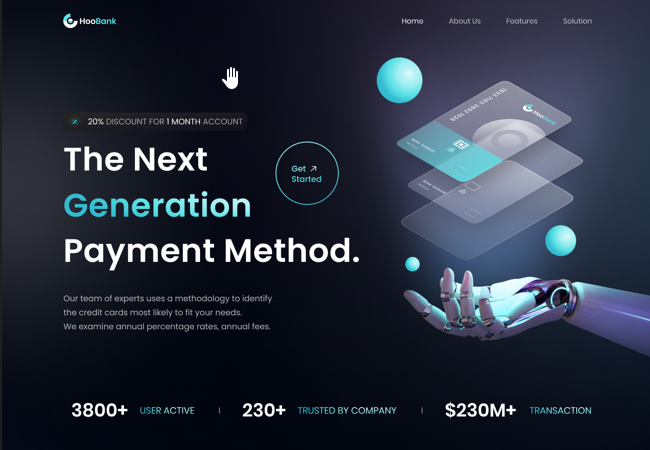 HooBank
Home About Us Features Solution
20% DISCOUNT FOR 1 MONTH ACCOUNT
The Next
Generation
Payment Method.
Get
Started
HooBank
Our team of experts uses a methodology to identify
the credit cards most likely to fit your needs.
We examine annual percentage rates, annual fees.
3800+ USER ACTIVE | 230+ TRUSTED BY COMPANY | $230M+ TRANSACTION